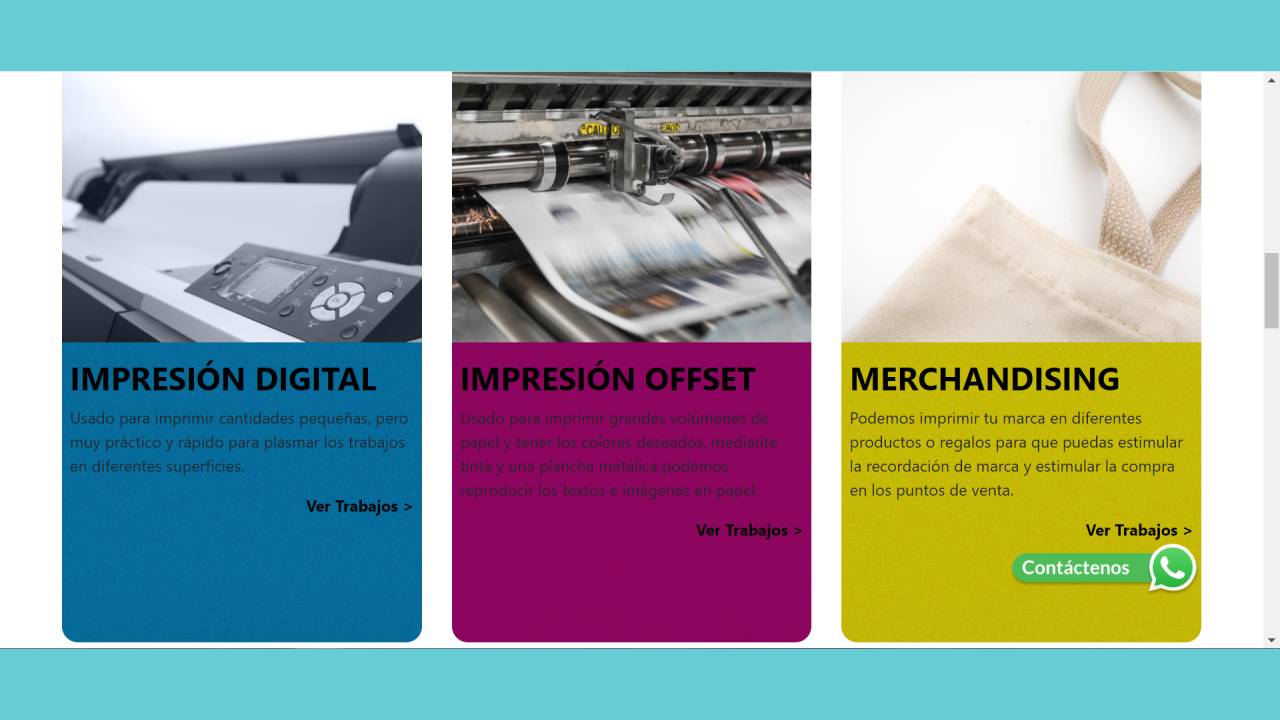 IMPRESIÓN DIGITAL
Usado para imprimir cantidades pequeñas, pero
muy práctico y rápido para plasmar los trabajos
en diferentes superficies.
Ver Trabajos >
IMPRESIÓN OFFSET
Usado para imprimir grandes volúmenes de
papel y tener los colores deseados, mediante
tinta y una plancha metálica podemos
reproducir los textos e imágenes en papel.
Ver Trabajos >
MERCHANDISING
Podemos imprimir tu marca en diferentes
productos o regalos para que puedas estimular
la recordación de marca y estimular la compra
en los puntos de venta.
Ver Trabajos >
Contáctenos